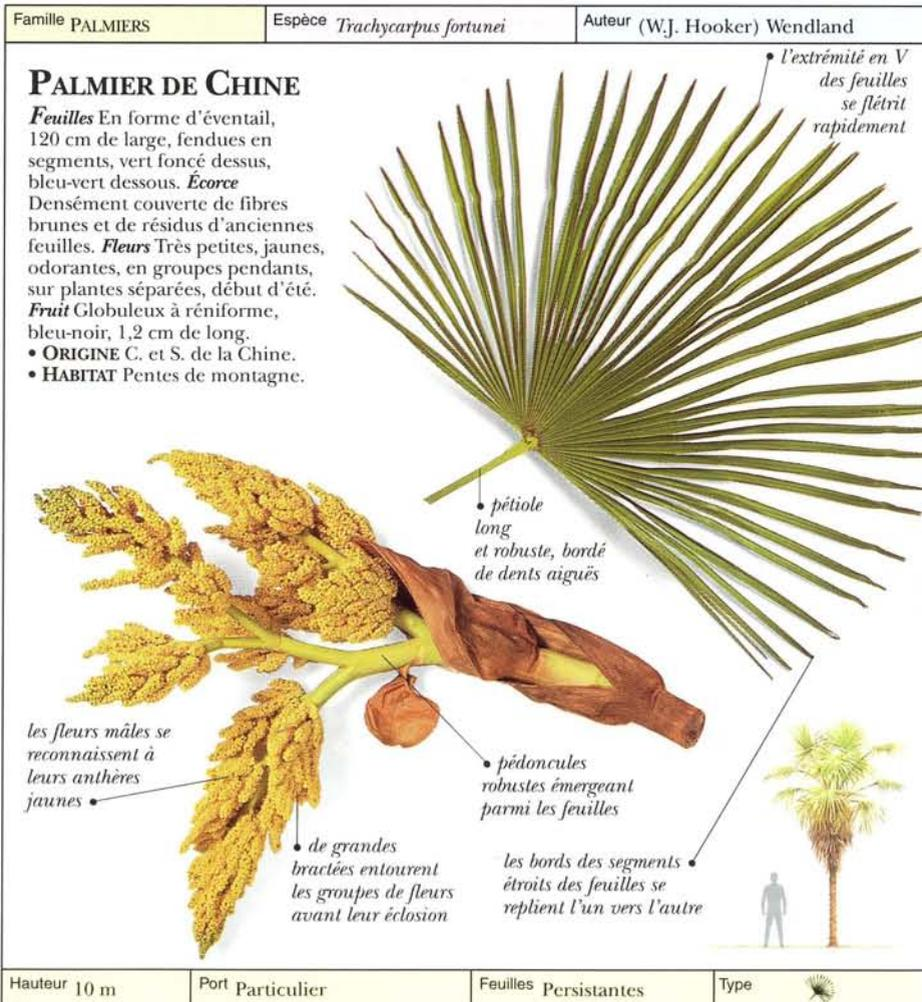 Famille PALMIERS
Espèce Trachycarpus fortunei
Auteur (W.J. Hooker) Wendland
PALMIER DE CHINE
Feuilles En forme d'éventail,
120 cm de large, fendues en
segments, vert foncé dessus,
bleu-vert dessous. Écorce
Densément couverte de fibres
brunes et de résidus d'anciennes
feuilles. Fleurs Très petites, jaunes,
odorantes, en groupes pendants,
sur plantes séparées, début d'été.
Fruit Globuleux à réniforme,
bleu-noir, 1,2 cm de long.
• ORIGINE C. et S. de la Chine.
• HABITAT Pentes de montagne.
• l'extrémité en V
des feuilles
se flétrit
rapidement
• pétiole
long
et robuste, bordé
de dents aiguës
les fleurs mâles se
reconnaissent à
leurs anthères
jaunes •
• pédoncules
robustes émergeant
parmi les feuilles
• de grandes
bractées entourent
les groupes de fleurs
avant leur éclosion
les bords des segments •
étroits des feuilles se
replient l'un vers l'autre
Hauteur 10 m
Port Particulier
Feuilles Persistantes
Type